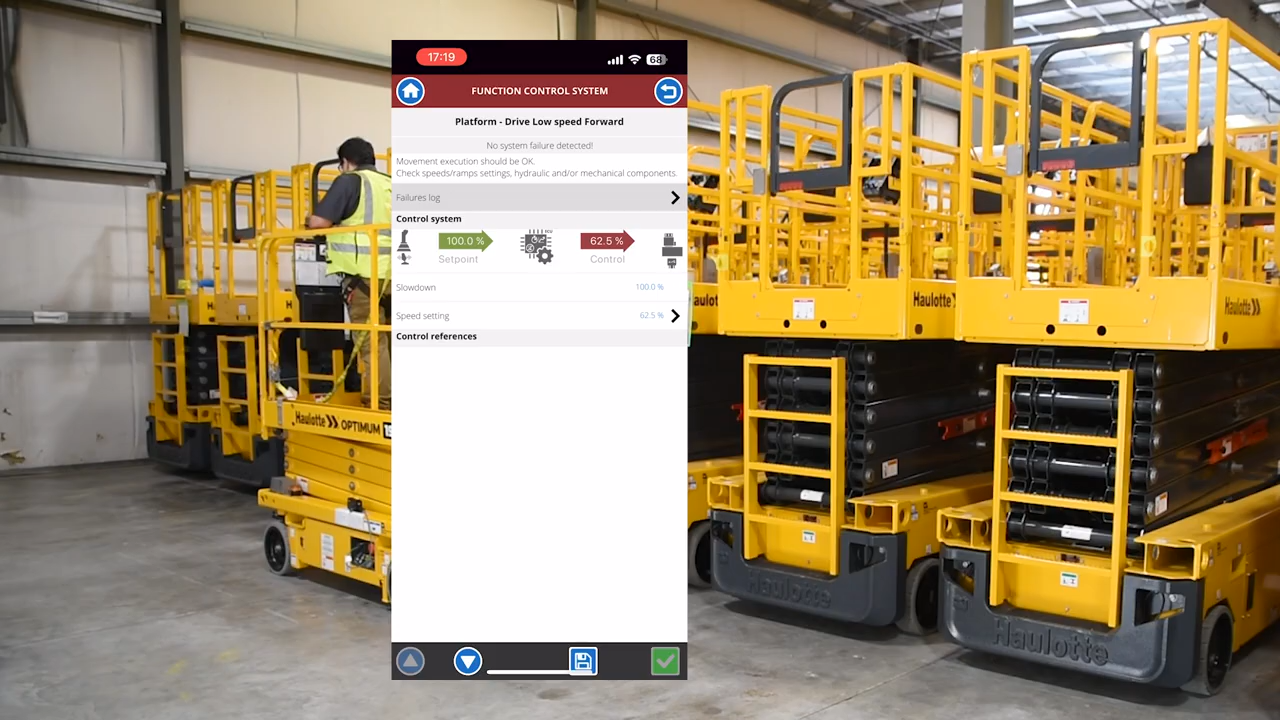 17:19
68
FUNCTION CONTROL SYSTEM
Platform - Drive Low speed Forward
No system failure detected!
Movement execution should be OK.
Check speeds/ramps settings, hydraulic and/or mechanical components.
Failures log
Control system
100.0 %
ECU
62.5 %
Setpoint
Control
Slowdown
100.0 %
Speed setting
62.5 %
Control references
Haulotte
Haulotte
Haulotte
OPTIMUM
Haulotte
Haulotte